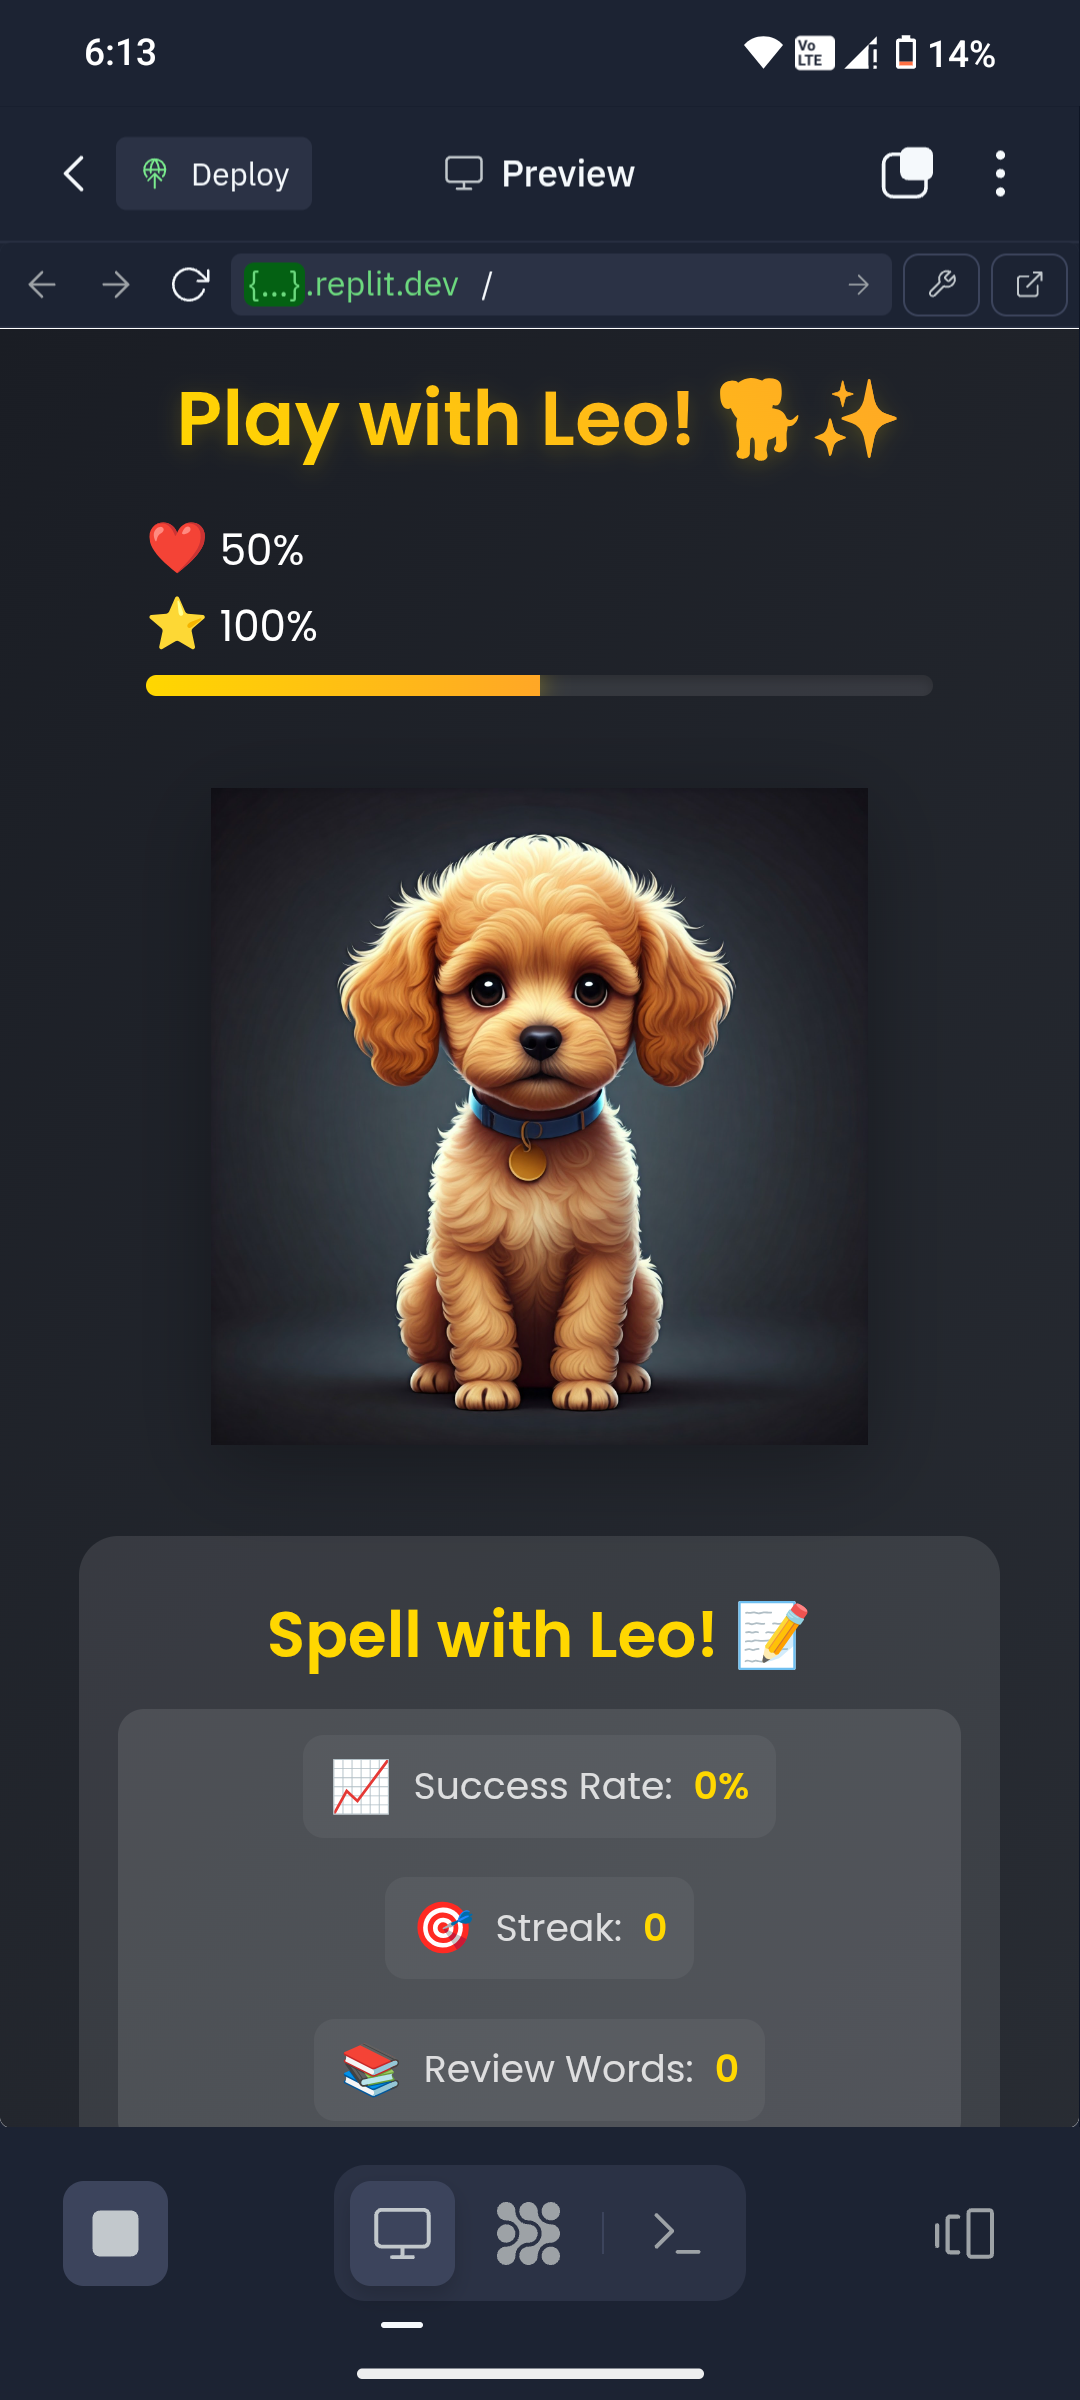 6:13
Vo LTE
14%
Deploy
Preview
{...}.replit.dev /
Play with Leo! 🐕✨
❤️ 50%
⭐ 100%
Spell with Leo! 📝
📈 Success Rate: 0%
🎯 Streak: 0
📚 Review Words: 0